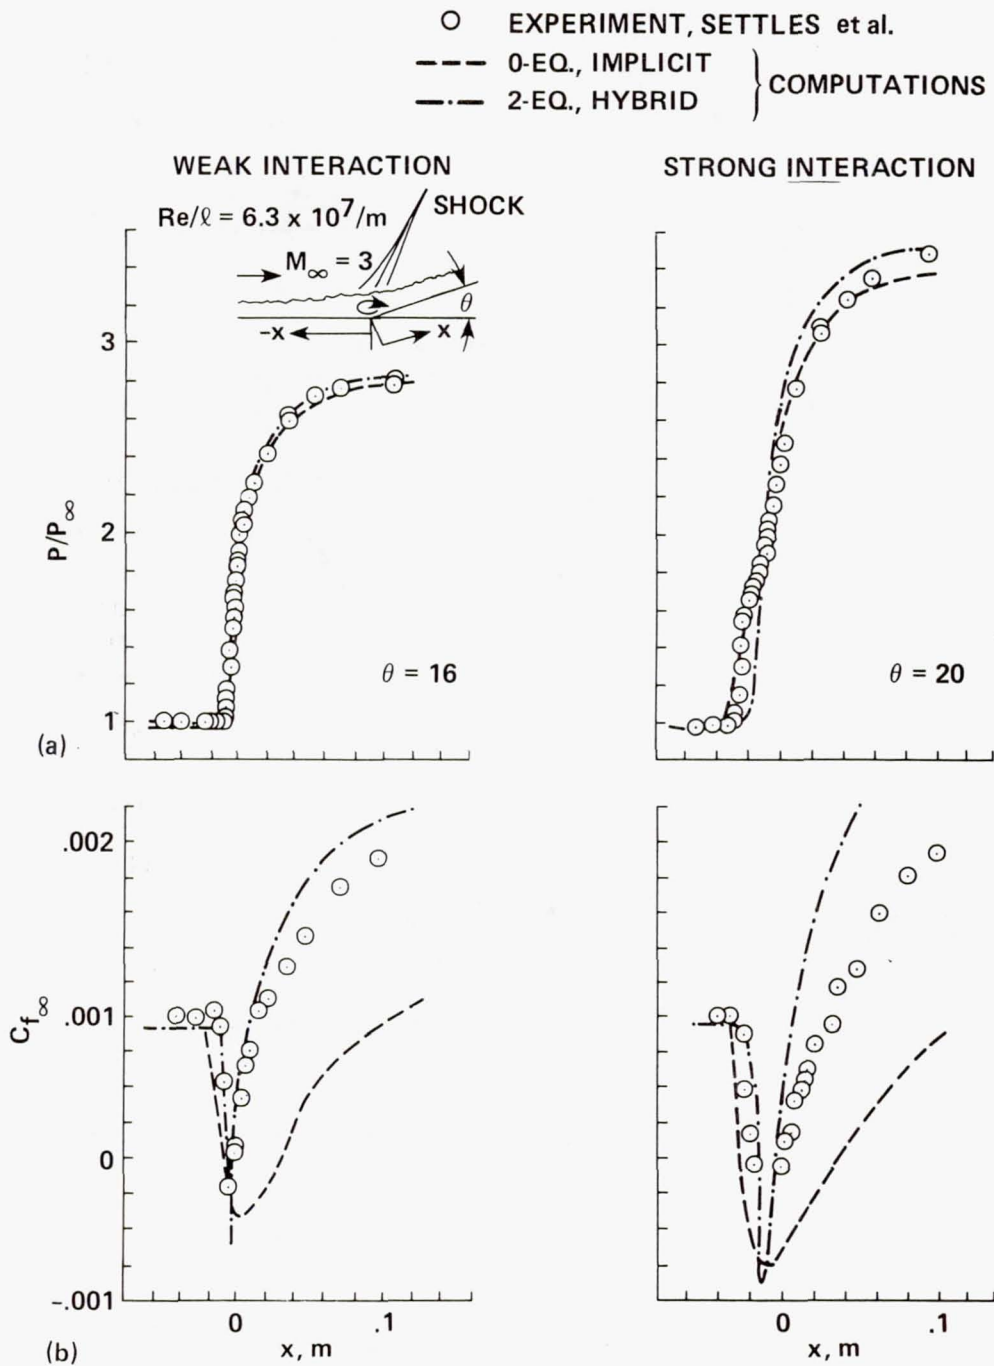 EXPERIMENT, SETTLES et al.
0-EQ., IMPLICIT
2-EQ., HYBRID
COMPUTATIONS
WEAK INTERACTION
STRONG INTERACTION
Re/ℓ = 6.3 x 10⁷/m
SHOCK
M∞ = 3
θ
-x
x
3
2
1
P/P∞
θ = 16
θ = 20
(a)
.002
.001
0
-.001
Cf∞
0
.1
0
.1
x, m
x, m
(b)